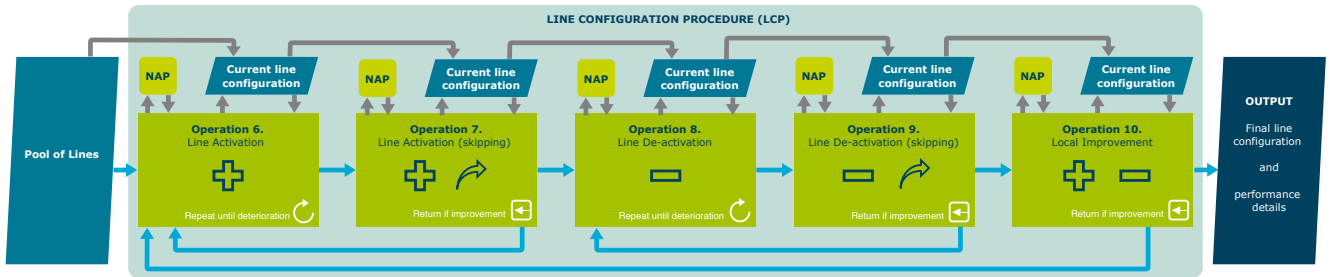 LINE CONFIGURATION PROCEDURE (LCP)
Pool of Lines
NAP
Current line
configuration
Operation 6.
Line Activation
Repeat until deterioration
NAP
Current line
configuration
Operation 7.
Line Activation (skipping)
Return if improvement
NAP
Current line
configuration
Operation 8.
Line De-activation
Repeat until deterioration
NAP
Current line
configuration
Operation 9.
Line De-activation (skipping)
Return if improvement
NAP
Current line
configuration
Operation 10.
Local Improvement
Return if improvement
OUTPUT
Final line
configuration
and
performance
details